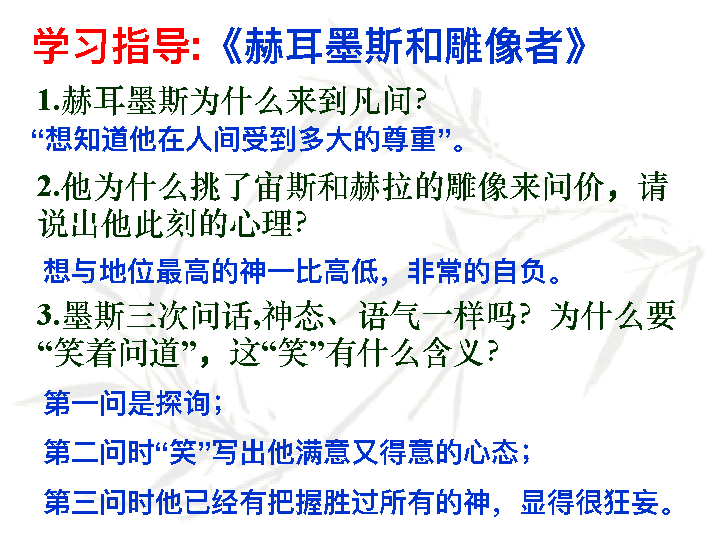 学习指导:《赫耳墨斯和雕像者》
1.赫耳墨斯为什么来到凡间？
“想知道他在人间受到多大的尊重”。
2.他为什么挑了宙斯和赫拉的雕像来问价，请
说出他此刻的心理？
想与地位最高的神一比高低，非常的自负。
3.墨斯三次问话,神态、语气一样吗？为什么要
“笑着问道”，这“笑”有什么含义？
第一问是探询；
第二问时“笑”写出他满意又得意的心态；
第三问时他已经有把握胜过所有的神，显得很狂妄。